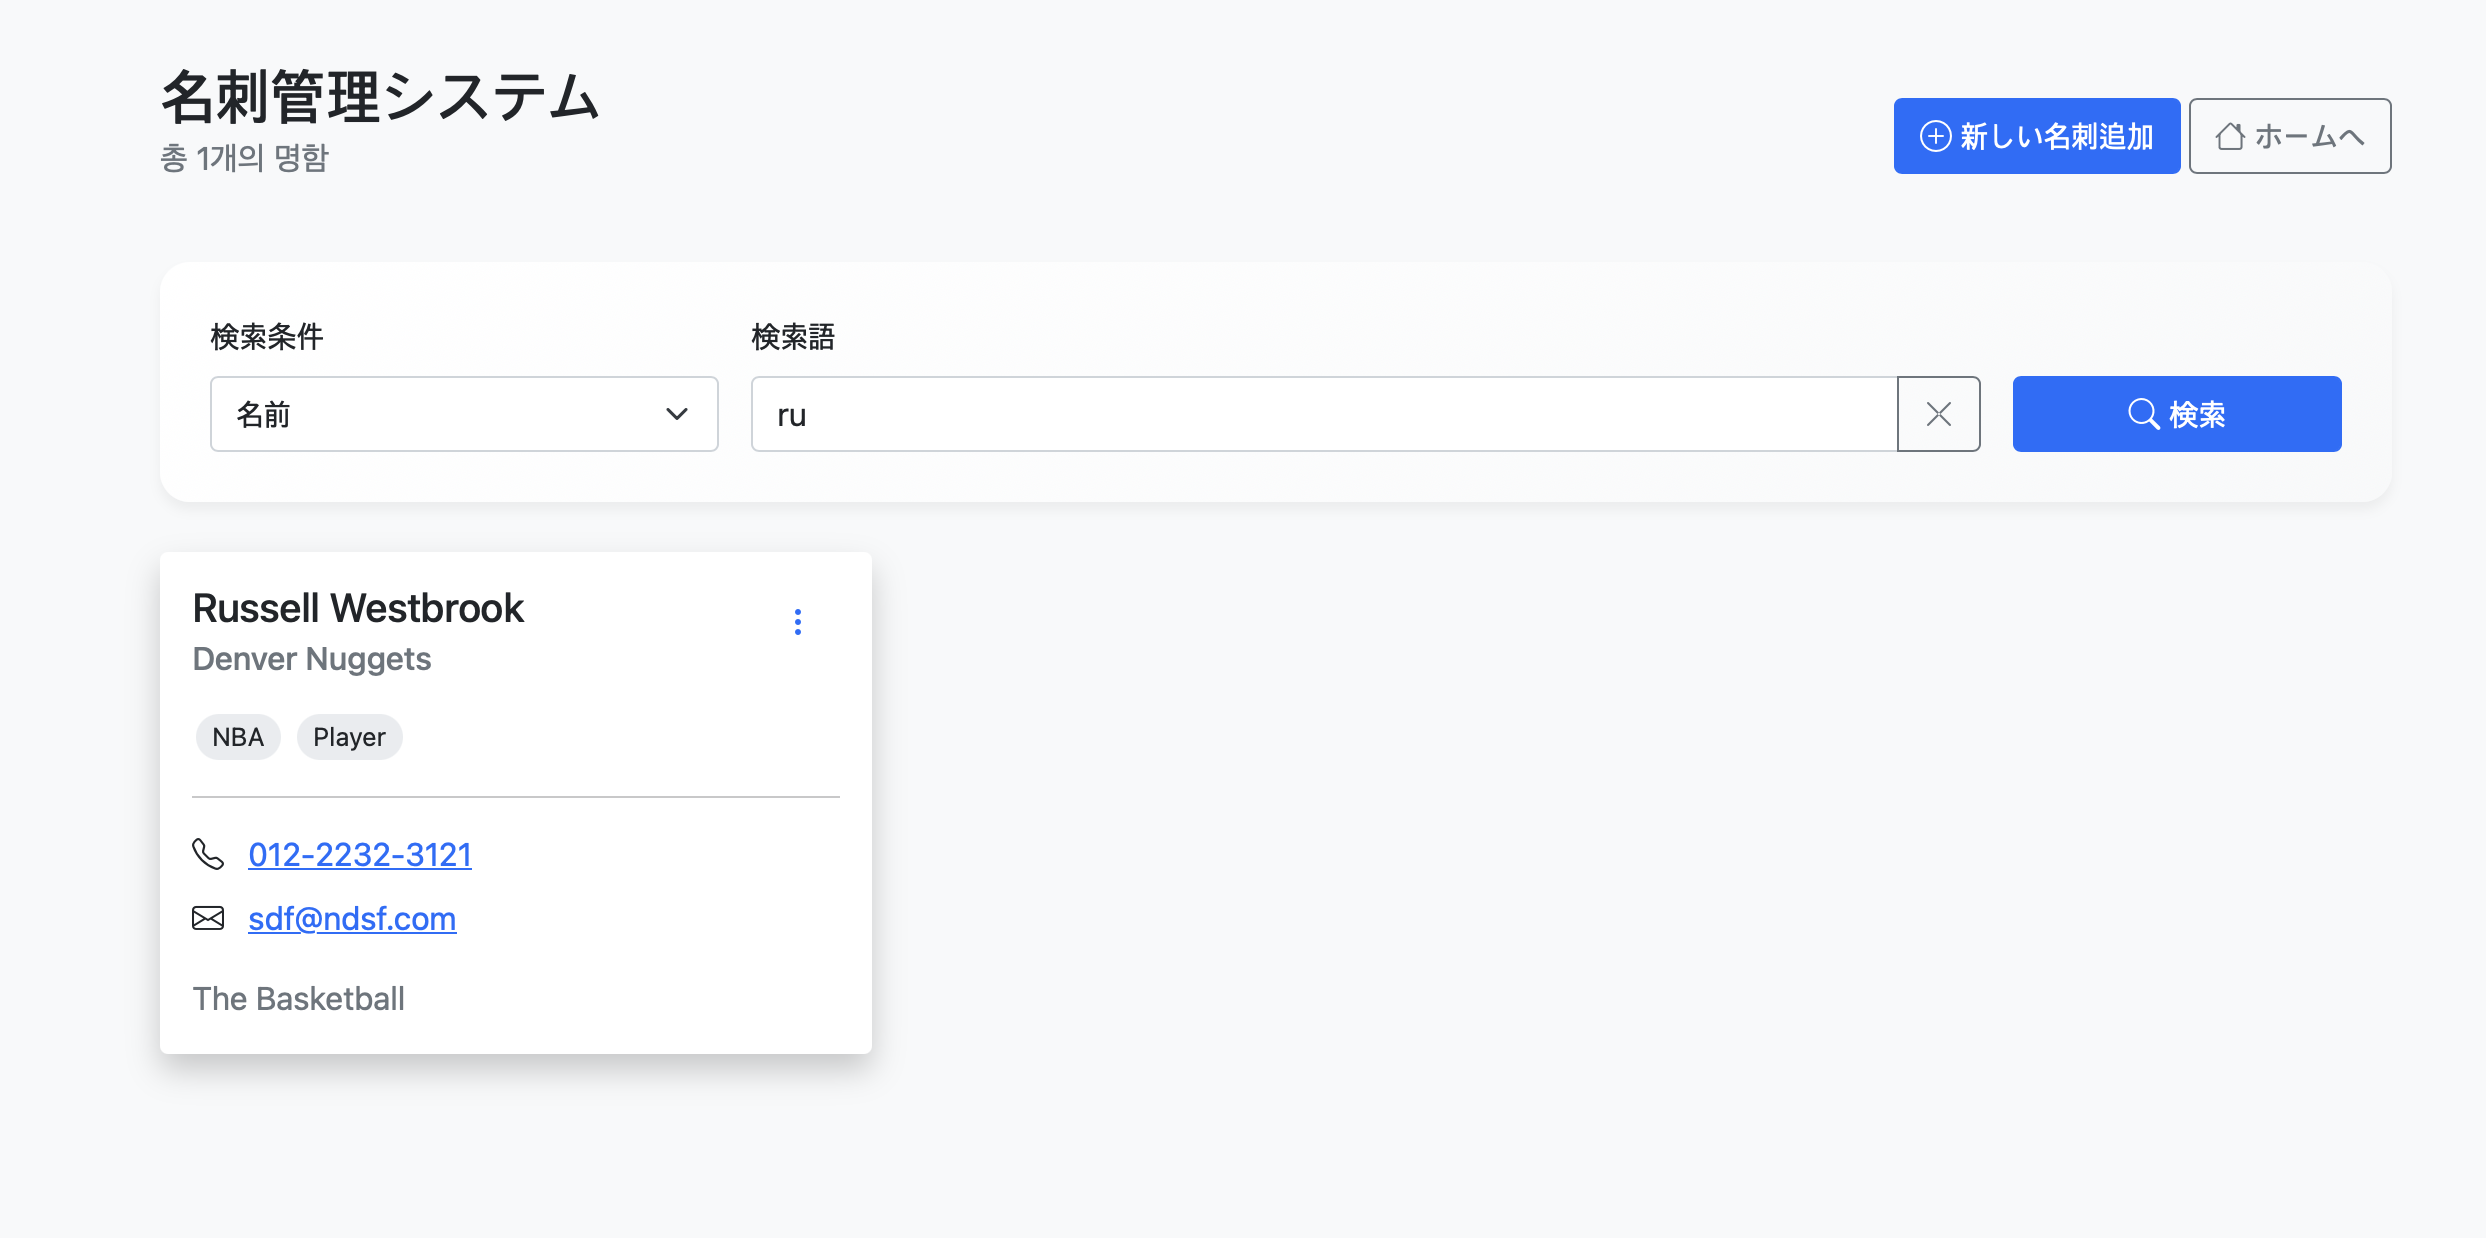 名刺管理システム
총 1개의 명함
新しい名刺追加
ホームへ
検索条件
検索語
名前
ru
検索
Russell Westbrook
Denver Nuggets
NBA
Player
012-2232-3121
sdf@ndsf.com
The Basketball